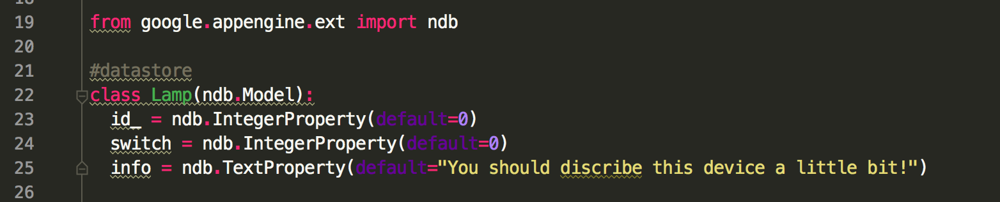 18
19 from google.appengine.ext import ndb
20
21 #datastore
22 class Lamp(ndb.Model):
23 id_ = ndb.IntegerProperty(default=0)
24 switch = ndb.IntegerProperty(default=0)
25 info = ndb.TextProperty(default="You should discribe this device a little bit!")
26